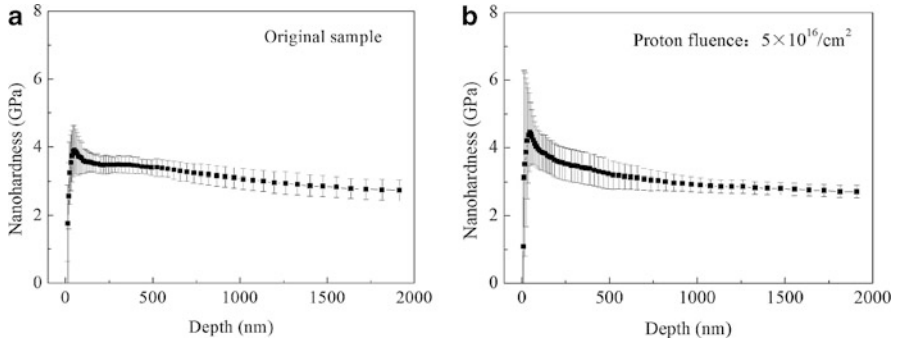 a
Original sample
Nanohardness (GPa)
8
6
4
2
0
0 500 1000 1500 2000
Depth (nm)
b
Proton fluence: 5×10¹⁶/cm²
Nanohardness (GPa)
8
6
4
2
0
0 500 1000 1500 2000
Depth (nm)